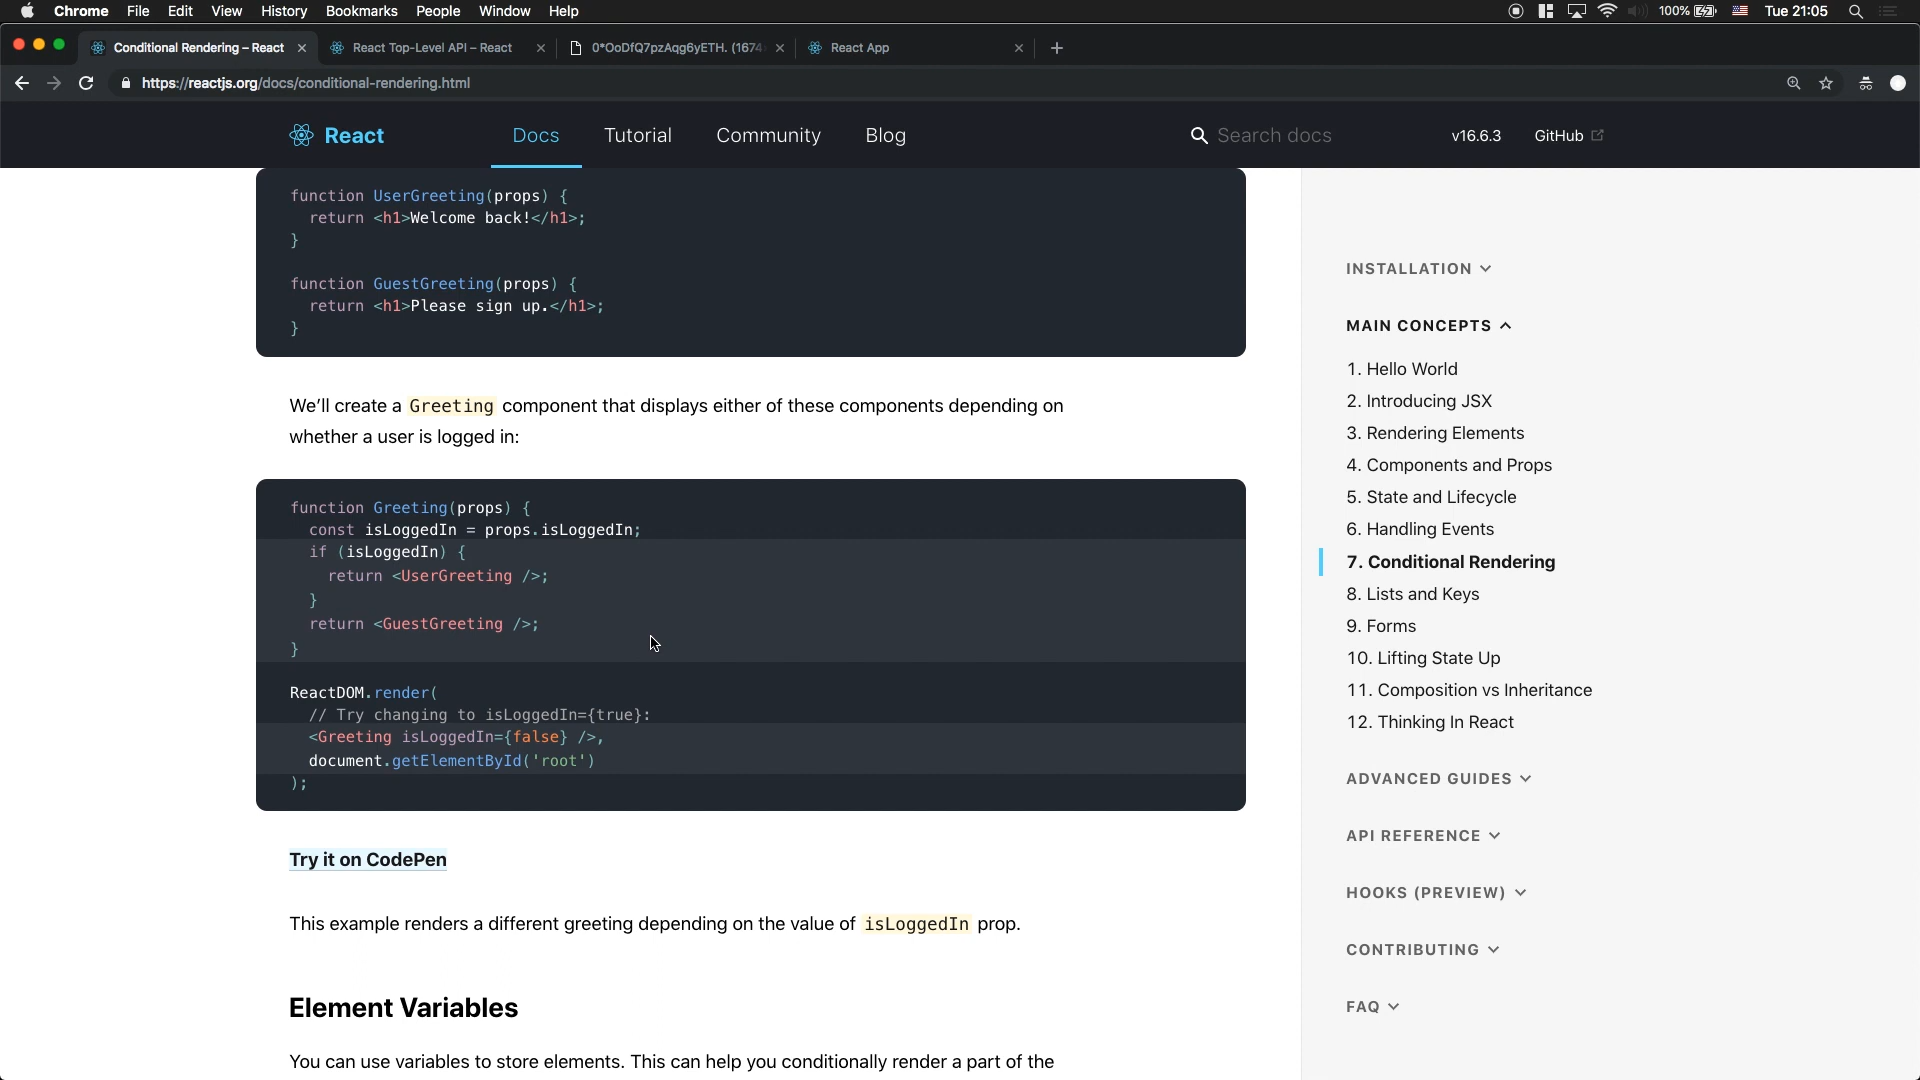 Chrome File Edit View History Bookmarks People Window Help 100% Tue 21:05
Conditional Rendering – React React Top-Level API – React 0*OoDfQ7pzAqg6yETH. (1674 React App
https://reactjs.org/docs/conditional-rendering.html
React Docs Tutorial Community Blog Search docs v16.6.3 GitHub
function UserGreeting(props) {
return <h1>Welcome back!</h1>;
}
function GuestGreeting(props) {
return <h1>Please sign up.</h1>;
}
We’ll create a Greeting component that displays either of these components depending on
whether a user is logged in:
function Greeting(props) {
const isLoggedIn = props.isLoggedIn;
if (isLoggedIn) {
return <UserGreeting />;
}
return <GuestGreeting />;
}
ReactDOM.render(
// Try changing to isLoggedIn={true}:
<Greeting isLoggedIn={false} />,
document.getElementById('root')
);
Try it on CodePen
This example renders a different greeting depending on the value of isLoggedIn prop.
Element Variables
You can use variables to store elements. This can help you conditionally render a part of the
INSTALLATION
MAIN CONCEPTS
1. Hello World
2. Introducing JSX
3. Rendering Elements
4. Components and Props
5. State and Lifecycle
6. Handling Events
7. Conditional Rendering
8. Lists and Keys
9. Forms
10. Lifting State Up
11. Composition vs Inheritance
12. Thinking In React
ADVANCED GUIDES
API REFERENCE
HOOKS (PREVIEW)
CONTRIBUTING
FAQ